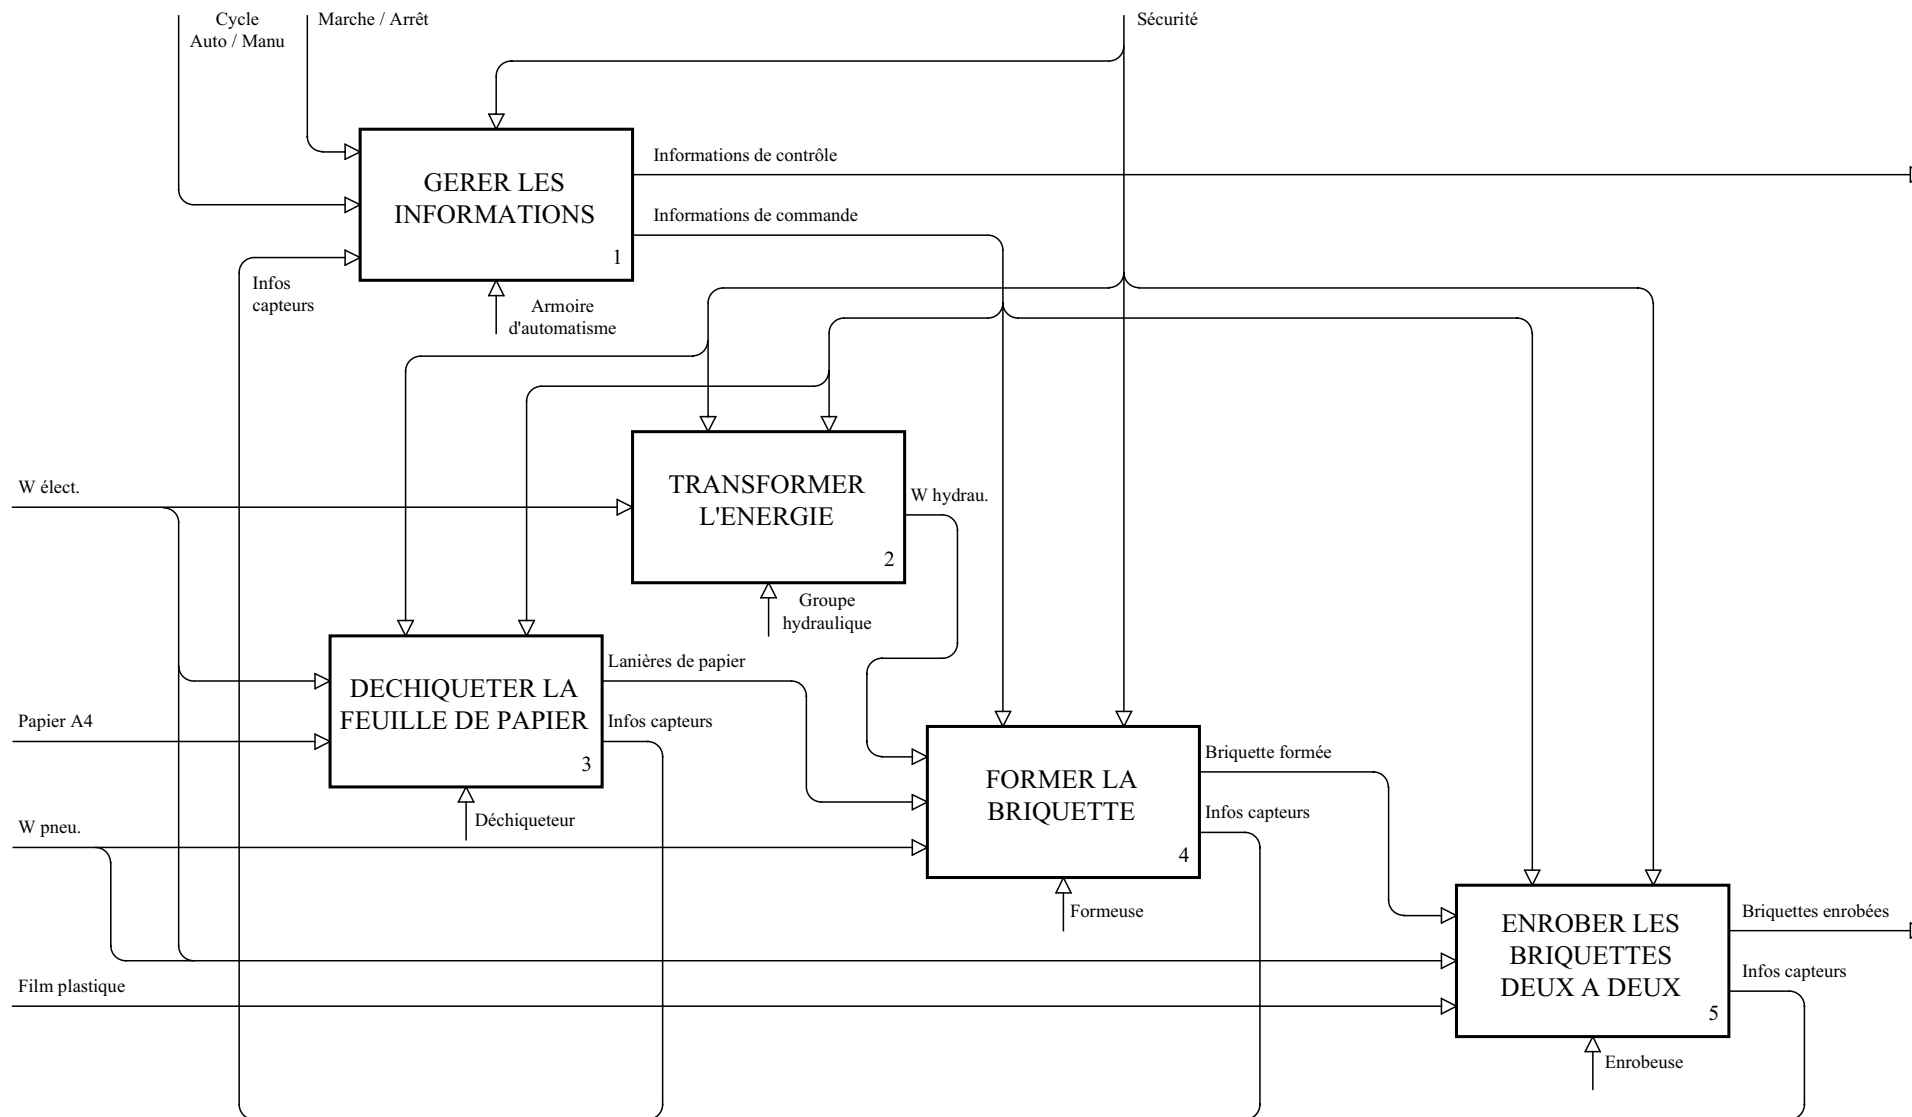 Cycle
Auto / Manu
Marche / Arrêt
Sécurité
GERER LES
INFORMATIONS
1
Informations de contrôle
Informations de commande
Infos
capteurs
Armoire
d'automatisme
W élect.
TRANSFORMER
L'ENERGIE
2
W hydrau.
Groupe
hydraulique
DECHIQUETER LA
FEUILLE DE PAPIER
3
Lanières de papier
Infos capteurs
Papier A4
Déchiqueteur
W pneu.
FORMER LA
BRIQUETTE
4
Briquette formée
Infos capteurs
Formeuse
Film plastique
ENROBER LES
BRIQUETTES
DEUX A DEUX
5
Briquettes enrobées
Infos capteurs
Enrobeuse